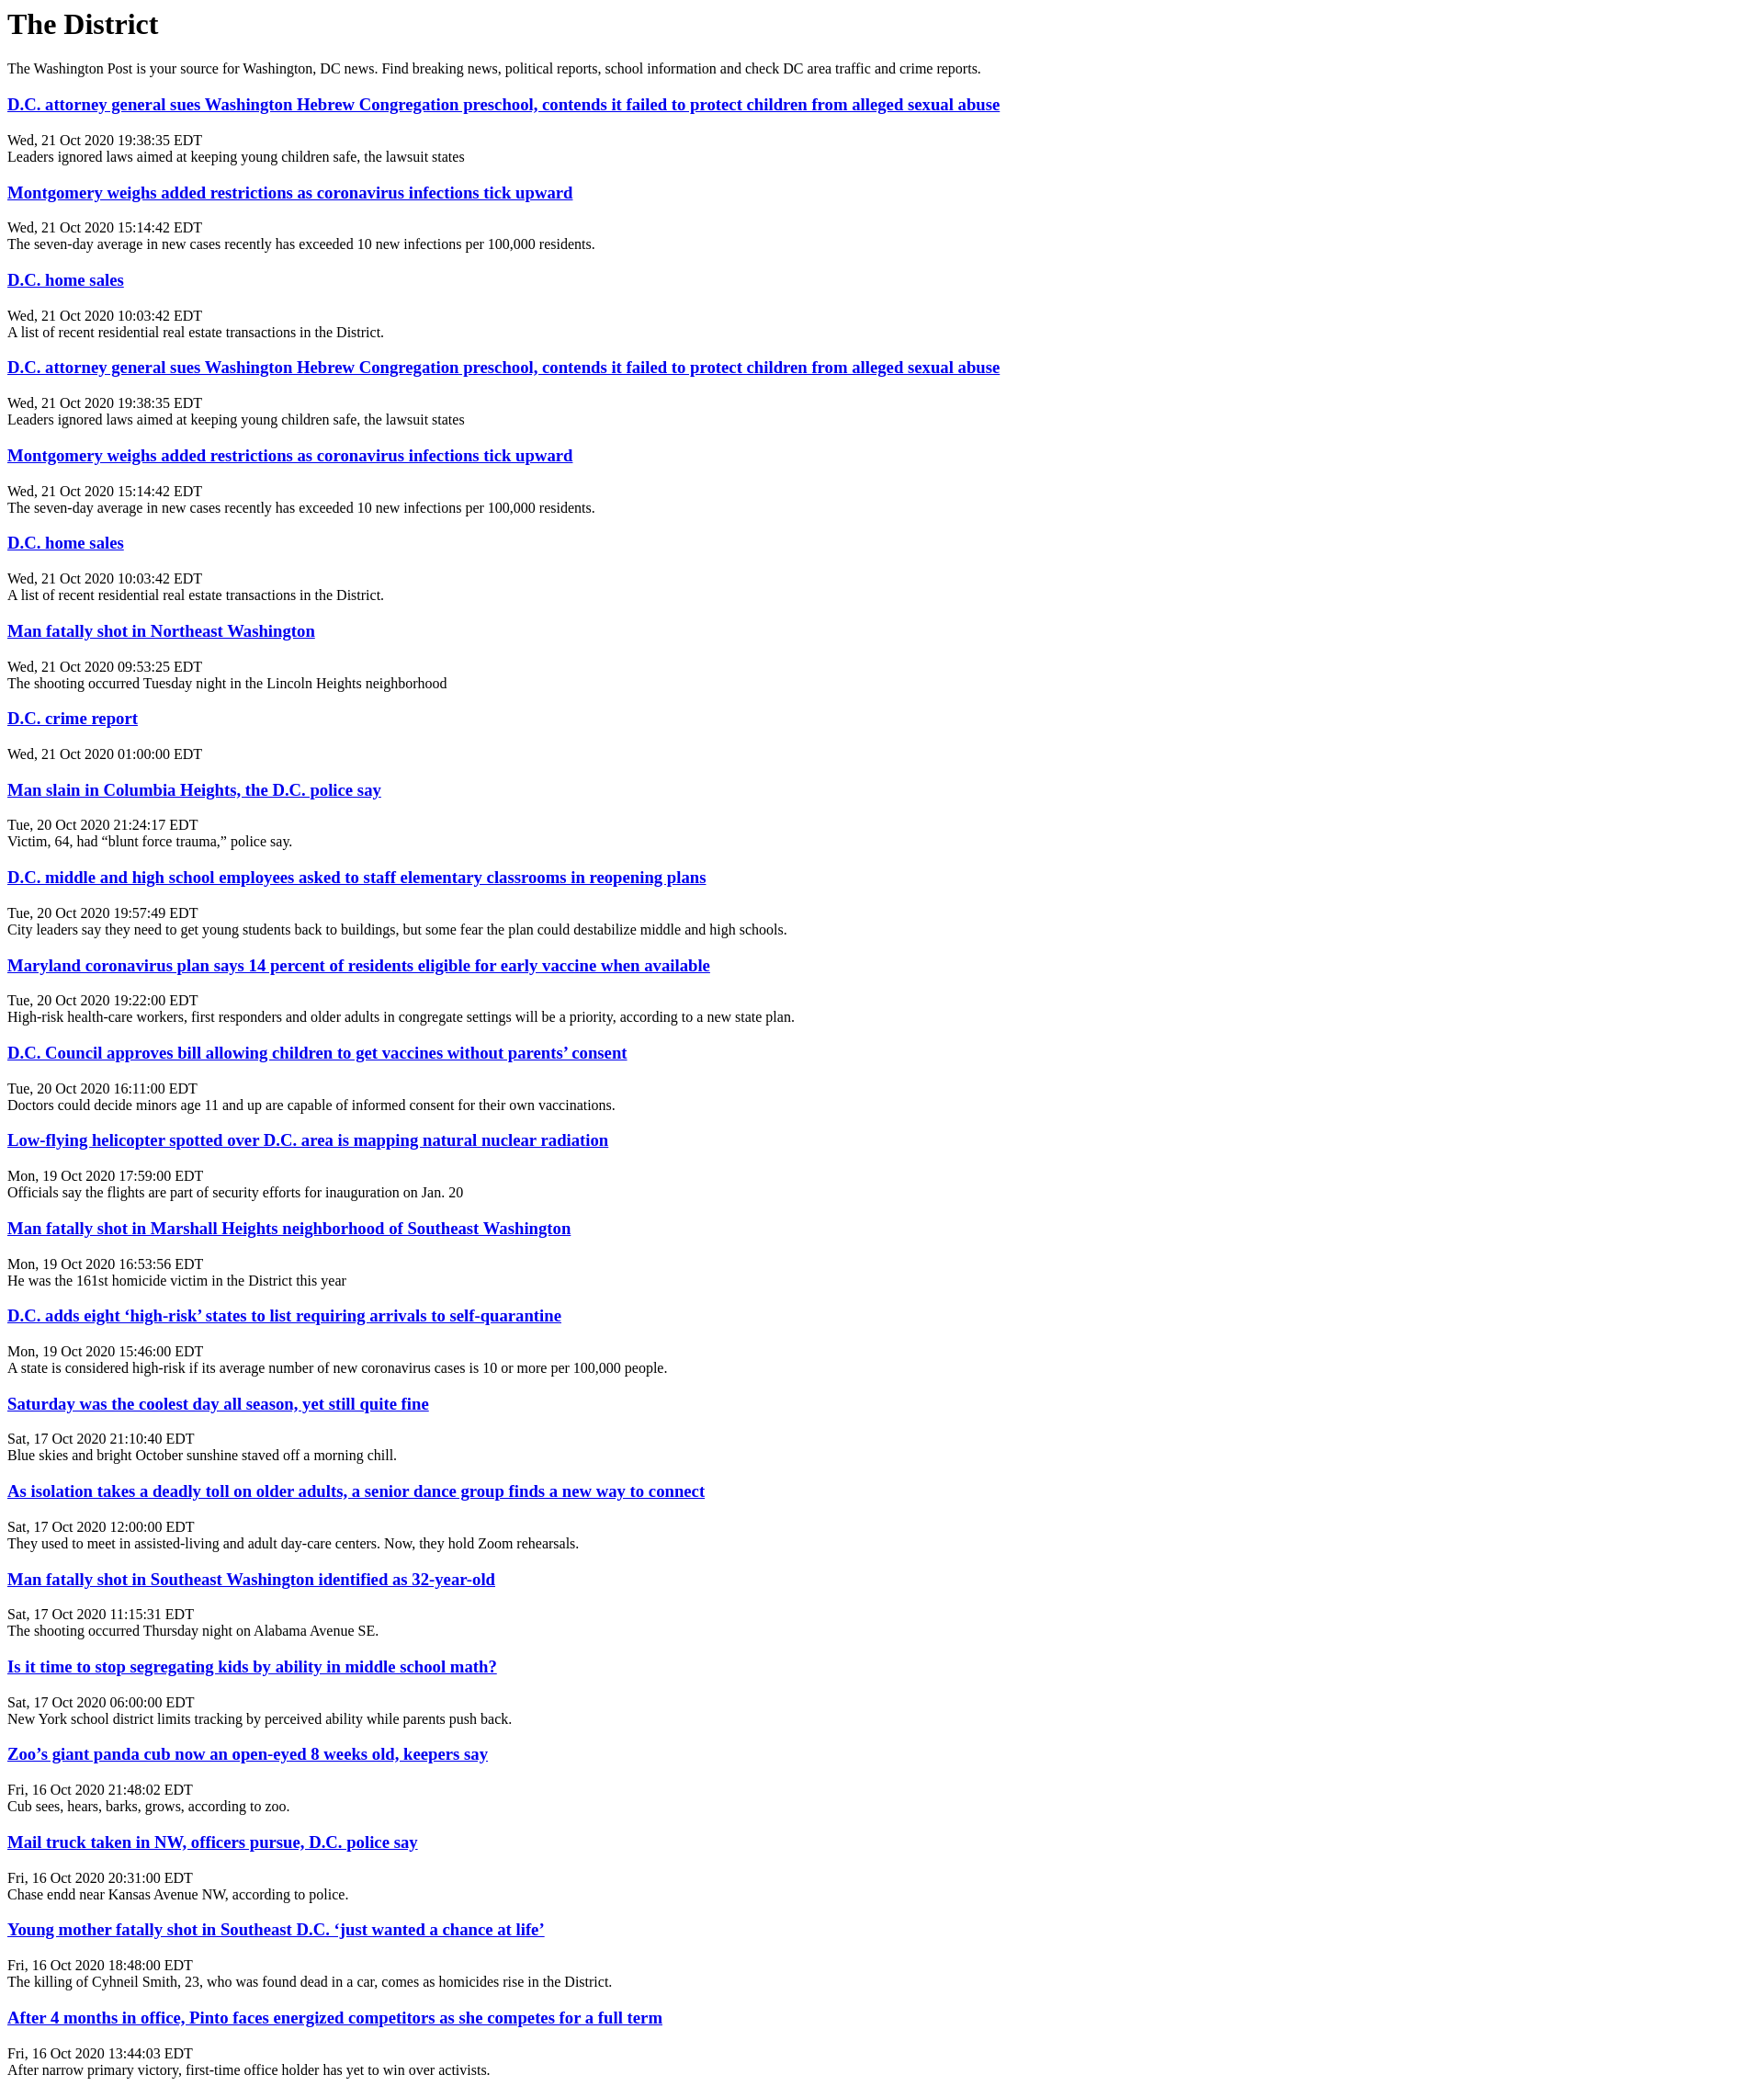 The District
The Washington Post is your source for Washington, DC news. Find breaking news, political reports, school information and check DC area traffic and crime reports.
D.C. attorney general sues Washington Hebrew Congregation preschool, contends it failed to protect children from alleged sexual abuse
Wed, 21 Oct 2020 19:38:35 EDT
Leaders ignored laws aimed at keeping young children safe, the lawsuit states
Montgomery weighs added restrictions as coronavirus infections tick upward
Wed, 21 Oct 2020 15:14:42 EDT
The seven-day average in new cases recently has exceeded 10 new infections per 100,000 residents.
D.C. home sales
Wed, 21 Oct 2020 10:03:42 EDT
A list of recent residential real estate transactions in the District.
D.C. attorney general sues Washington Hebrew Congregation preschool, contends it failed to protect children from alleged sexual abuse
Wed, 21 Oct 2020 19:38:35 EDT
Leaders ignored laws aimed at keeping young children safe, the lawsuit states
Montgomery weighs added restrictions as coronavirus infections tick upward
Wed, 21 Oct 2020 15:14:42 EDT
The seven-day average in new cases recently has exceeded 10 new infections per 100,000 residents.
D.C. home sales
Wed, 21 Oct 2020 10:03:42 EDT
A list of recent residential real estate transactions in the District.
Man fatally shot in Northeast Washington
Wed, 21 Oct 2020 09:53:25 EDT
The shooting occurred Tuesday night in the Lincoln Heights neighborhood
D.C. crime report
Wed, 21 Oct 2020 01:00:00 EDT
Man slain in Columbia Heights, the D.C. police say
Tue, 20 Oct 2020 21:24:17 EDT
Victim, 64, had “blunt force trauma,” police say.
D.C. middle and high school employees asked to staff elementary classrooms in reopening plans
Tue, 20 Oct 2020 19:57:49 EDT
City leaders say they need to get young students back to buildings, but some fear the plan could destabilize middle and high schools.
Maryland coronavirus plan says 14 percent of residents eligible for early vaccine when available
Tue, 20 Oct 2020 19:22:00 EDT
High-risk health-care workers, first responders and older adults in congregate settings will be a priority, according to a new state plan.
D.C. Council approves bill allowing children to get vaccines without parents’ consent
Tue, 20 Oct 2020 16:11:00 EDT
Doctors could decide minors age 11 and up are capable of informed consent for their own vaccinations.
Low-flying helicopter spotted over D.C. area is mapping natural nuclear radiation
Mon, 19 Oct 2020 17:59:00 EDT
Officials say the flights are part of security efforts for inauguration on Jan. 20
Man fatally shot in Marshall Heights neighborhood of Southeast Washington
Mon, 19 Oct 2020 16:53:56 EDT
He was the 161st homicide victim in the District this year
D.C. adds eight ‘high-risk’ states to list requiring arrivals to self-quarantine
Mon, 19 Oct 2020 15:46:00 EDT
A state is considered high-risk if its average number of new coronavirus cases is 10 or more per 100,000 people.
Saturday was the coolest day all season, yet still quite fine
Sat, 17 Oct 2020 21:10:40 EDT
Blue skies and bright October sunshine staved off a morning chill.
As isolation takes a deadly toll on older adults, a senior dance group finds a new way to connect
Sat, 17 Oct 2020 12:00:00 EDT
They used to meet in assisted-living and adult day-care centers. Now, they hold Zoom rehearsals.
Man fatally shot in Southeast Washington identified as 32-year-old
Sat, 17 Oct 2020 11:15:31 EDT
The shooting occurred Thursday night on Alabama Avenue SE.
Is it time to stop segregating kids by ability in middle school math?
Sat, 17 Oct 2020 06:00:00 EDT
New York school district limits tracking by perceived ability while parents push back.
Zoo’s giant panda cub now an open-eyed 8 weeks old, keepers say
Fri, 16 Oct 2020 21:48:02 EDT
Cub sees, hears, barks, grows, according to zoo.
Mail truck taken in NW, officers pursue, D.C. police say
Fri, 16 Oct 2020 20:31:00 EDT
Chase endd near Kansas Avenue NW, according to police.
Young mother fatally shot in Southeast D.C. ‘just wanted a chance at life’
Fri, 16 Oct 2020 18:48:00 EDT
The killing of Cyhneil Smith, 23, who was found dead in a car, comes as homicides rise in the District.
After 4 months in office, Pinto faces energized competitors as she competes for a full term
Fri, 16 Oct 2020 13:44:03 EDT
After narrow primary victory, first-time office holder has yet to win over activists.